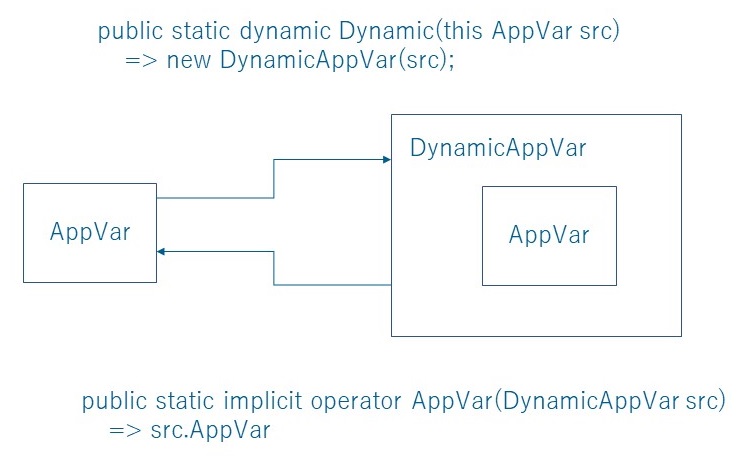 public static dynamic Dynamic(this AppVar src)
=> new DynamicAppVar(src);
DynamicAppVar
AppVar
AppVar
public static implicit operator AppVar(DynamicAppVar src)
=> src.AppVar